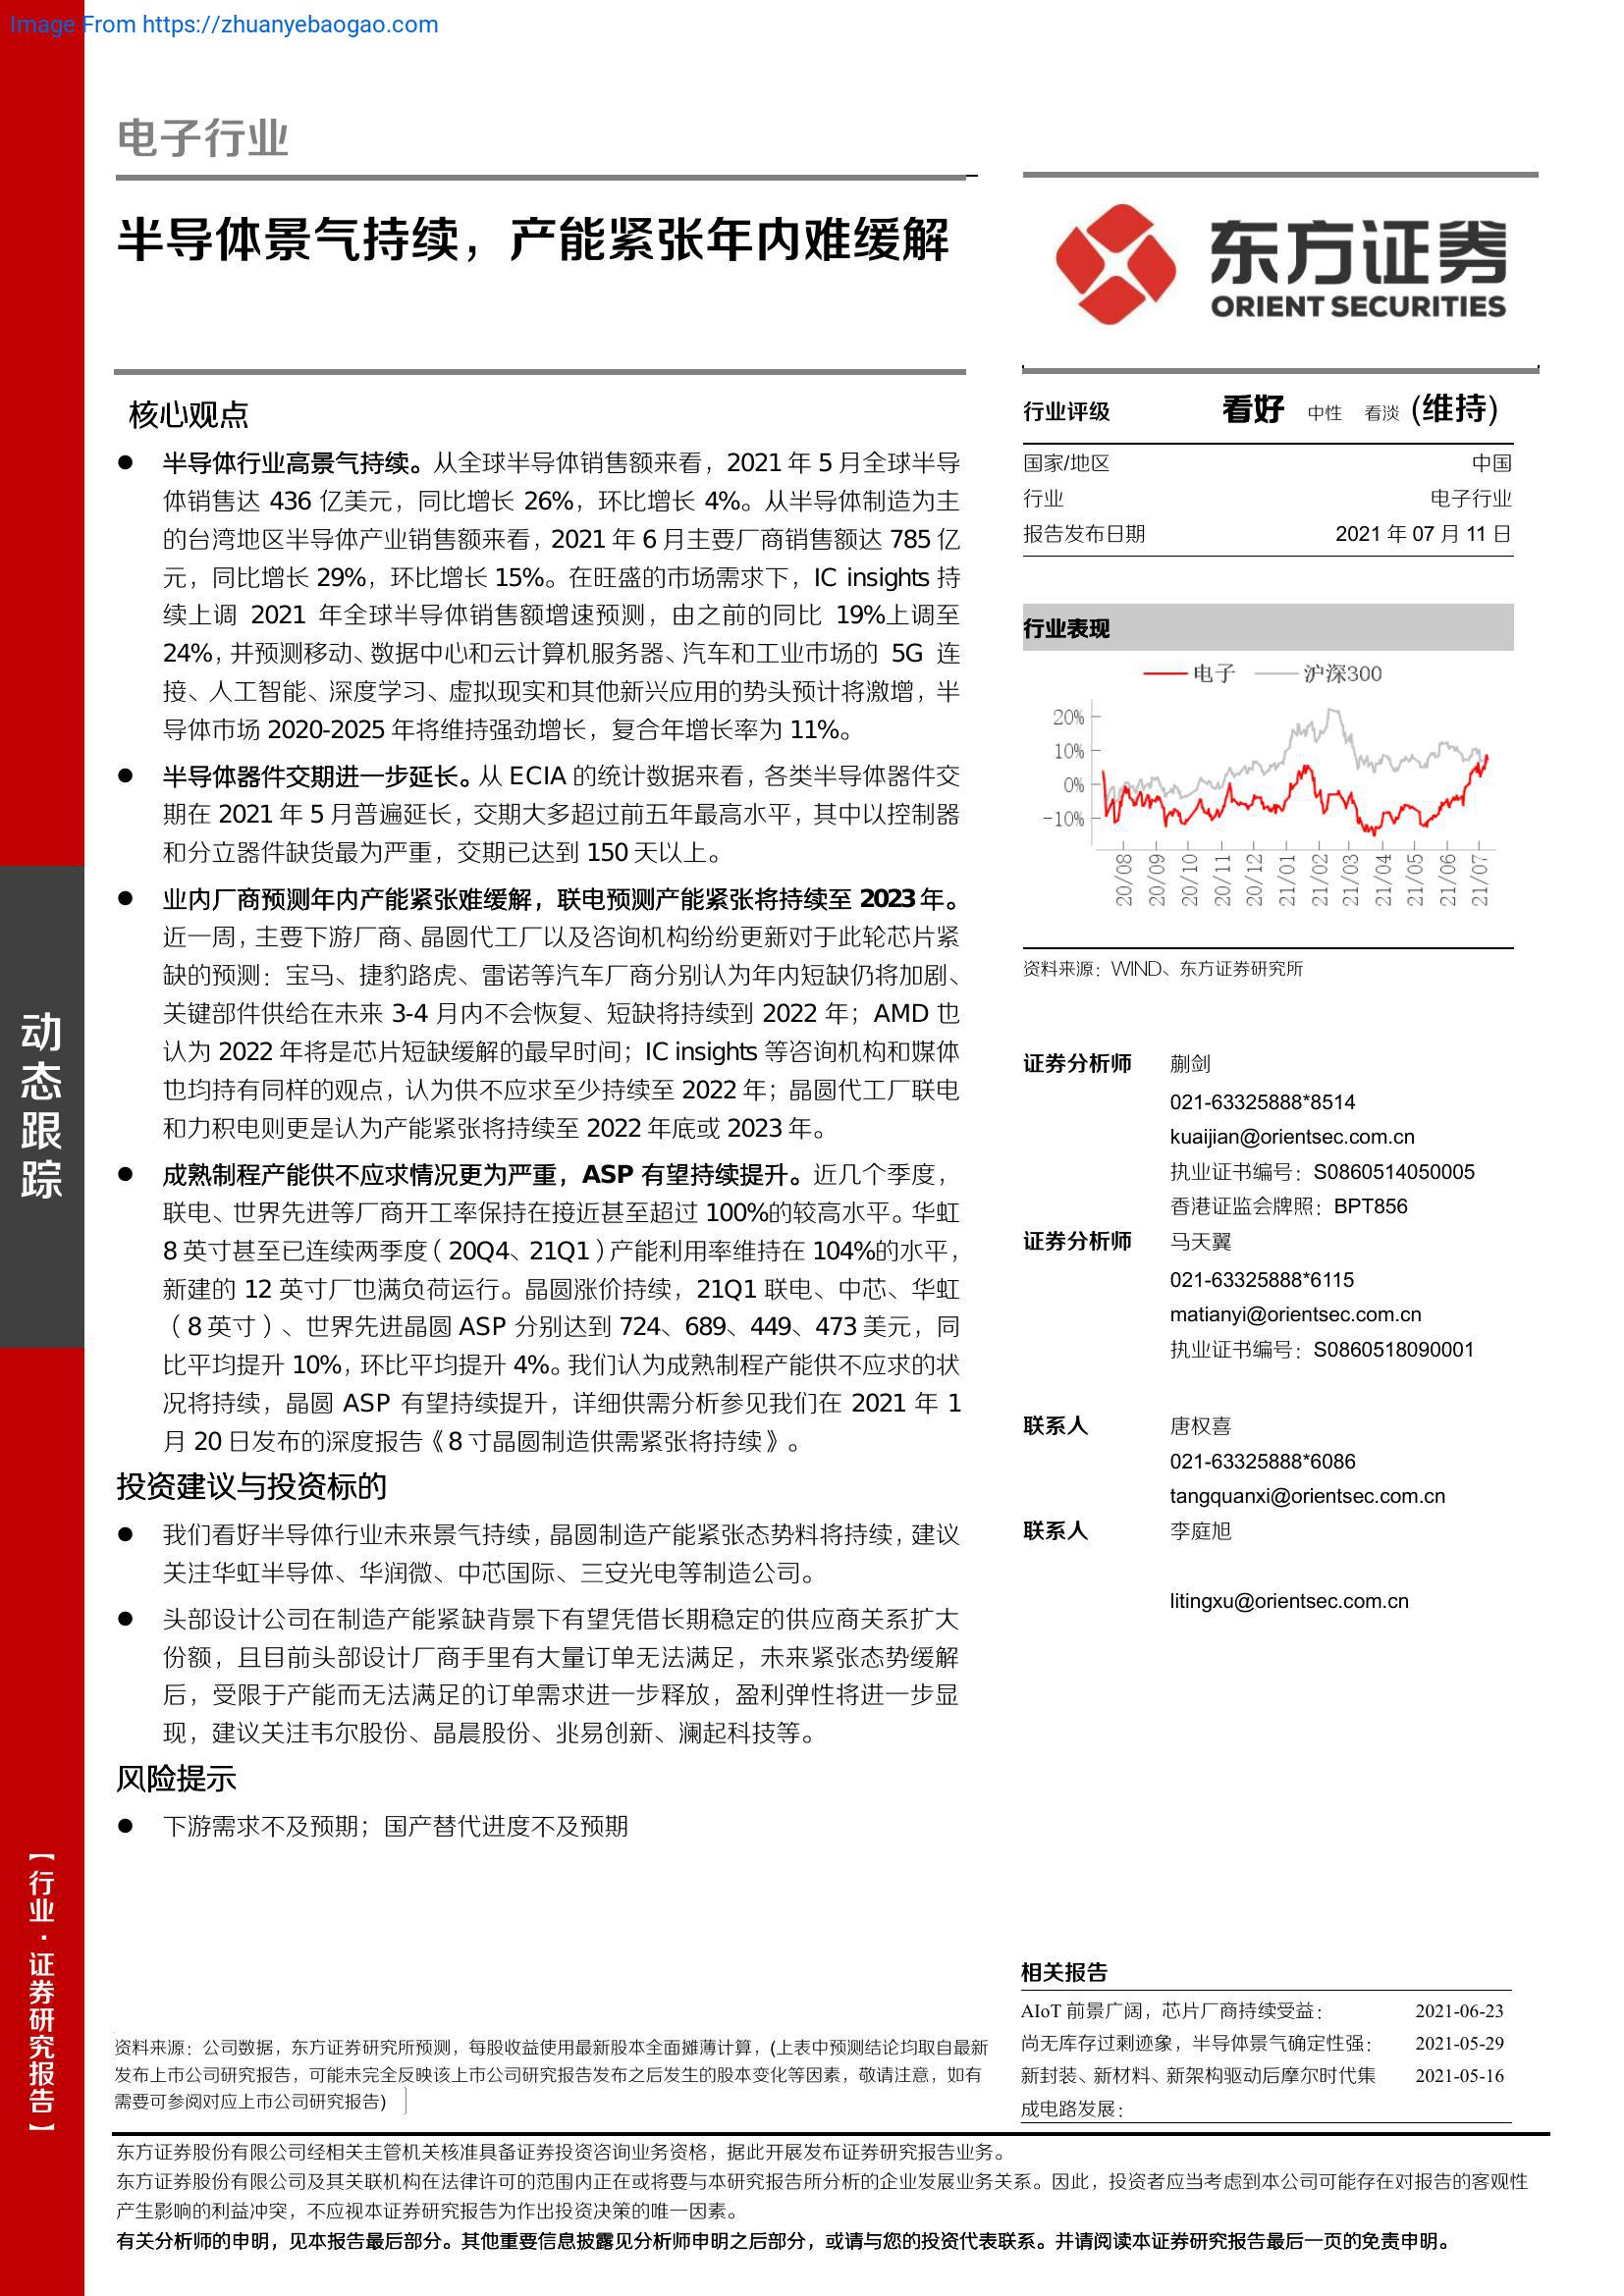 Image From https://zhuanyebaogao.com
电子行业
半导体景气持续，产能紧张年内难缓解
东方证券
ORIENT SECURITIES
核心观点
● 半导体行业高景气持续。从全球半导体销售额来看，2021 年 5 月全球半导
体销售达 436 亿美元，同比增长 26%，环比增长 4%。从半导体制造为主
的台湾地区半导体产业销售额来看，2021 年 6 月主要厂商销售额达 785 亿
元，同比增长 29%，环比增长 15%。在旺盛的市场需求下，IC insights 持
续上调 2021 年全球半导体销售额增速预测，由之前的同比 19%上调至
24%，并预测移动、数据中心和云计算机服务器、汽车和工业市场的 5G 连
接、人工智能、深度学习、虚拟现实和其他新兴应用的势头预计将激增，半
导体市场 2020-2025 年将维持强劲增长，复合年增长率为 11%。
● 半导体器件交期进一步延长。从 ECIA 的统计数据来看，各类半导体器件交
期在 2021 年 5 月普遍延长，交期大多超过前五年最高水平，其中以控制器
和分立器件缺货最为严重，交期已达到 150 天以上。
● 业内厂商预测年内产能紧张难缓解，联电预测产能紧张将持续至 2023 年。
近一周，主要下游厂商、晶圆代工厂以及咨询机构纷纷更新对于此轮芯片紧
缺的预测：宝马、捷豹路虎、雷诺等汽车厂商分别认为年内短缺仍将加剧、
关键部件供给在未来 3-4 月内不会恢复、短缺将持续到 2022 年；AMD 也
认为 2022 年将是芯片短缺缓解的最早时间；IC insights 等咨询机构和媒体
也均持有同样的观点，认为供不应求至少持续至 2022 年；晶圆代工厂联电
和力积电则更是认为产能紧张将持续至 2022 年底或 2023 年。
● 成熟制程产能供不应求情况更为严重，ASP 有望持续提升。近几个季度，
联电、世界先进等厂商开工率保持在接近甚至超过 100%的较高水平。华虹
8 英寸甚至已连续两季度（20Q4、21Q1）产能利用率维持在 104%的水平，
新建的 12 英寸厂也满负荷运行。晶圆涨价持续，21Q1 联电、中芯、华虹
（8 英寸）、世界先进晶圆 ASP 分别达到 724、689、449、473 美元，同
比平均提升 10%，环比平均提升 4%。我们认为成熟制程产能供不应求的状
况将持续，晶圆 ASP 有望持续提升，详细供需分析参见我们在 2021 年 1
月 20 日发布的深度报告《8 寸晶圆制造供需紧张将持续》。
投资建议与投资标的
● 我们看好半导体行业未来景气持续，晶圆制造产能紧张态势料将持续，建议
关注华虹半导体、华润微、中芯国际、三安光电等制造公司。
● 头部设计公司在制造产能紧缺背景下有望凭借长期稳定的供应商关系扩大
份额，且目前头部设计厂商手里有大量订单无法满足，未来紧张态势缓解
后，受限于产能而无法满足的订单需求进一步释放，盈利弹性将进一步显
现，建议关注韦尔股份、晶晨股份、兆易创新、澜起科技等。
风险提示
● 下游需求不及预期；国产替代进度不及预期
行业评级 看好 中性 看淡 (维持)
国家/地区 中国
行业 电子行业
报告发布日期 2021 年 07 月 11 日
行业表现
电子 沪深300
20%
10%
0%
-10%
20/08 20/09 20/10 20/11 20/12 21/01 21/02 21/03 21/04 21/05 21/06 21/07
资料来源：WIND、东方证券研究所
证券分析师 蒯剑
021-63325888*8514
kuaijian@orientsec.com.cn
执业证书编号：S0860514050005
香港证监会牌照：BPT856
证券分析师 马天翼
021-63325888*6115
matianyi@orientsec.com.cn
执业证书编号：S0860518090001
联系人 唐权喜
021-63325888*6086
tangquanxi@orientsec.com.cn
联系人 李庭旭
litingxu@orientsec.com.cn
相关报告
AIoT 前景广阔，芯片厂商持续受益： 2021-06-23
尚无库存过剩迹象，半导体景气确定性强： 2021-05-29
新封装、新材料、新架构驱动后摩尔时代集 2021-05-16
成电路发展：
资料来源：公司数据，东方证券研究所预测，每股收益使用最新股本全面摊薄计算，(上表中预测结论均取自最新
发布上市公司研究报告，可能未完全反映该上市公司研究报告发布之后发生的股本变化等因素，敬请注意，如有
需要可参阅对应上市公司研究报告)
东方证券股份有限公司经相关主管机关核准具备证券投资咨询业务资格，据此开展发布证券研究报告业务。
东方证券股份有限公司及其关联机构在法律许可的范围内正在或将要与本研究报告所分析的企业发展业务关系。因此，投资者应当考虑到本公司可能存在对报告的客观性
产生影响的利益冲突，不应视本证券研究报告为作出投资决策的唯一因素。
有关分析师的申明，见本报告最后部分。其他重要信息披露见分析师申明之后部分，或请与您的投资代表联系。并请阅读本证券研究报告最后一页的免责申明。
动态跟踪
【行业·证券研究报告】